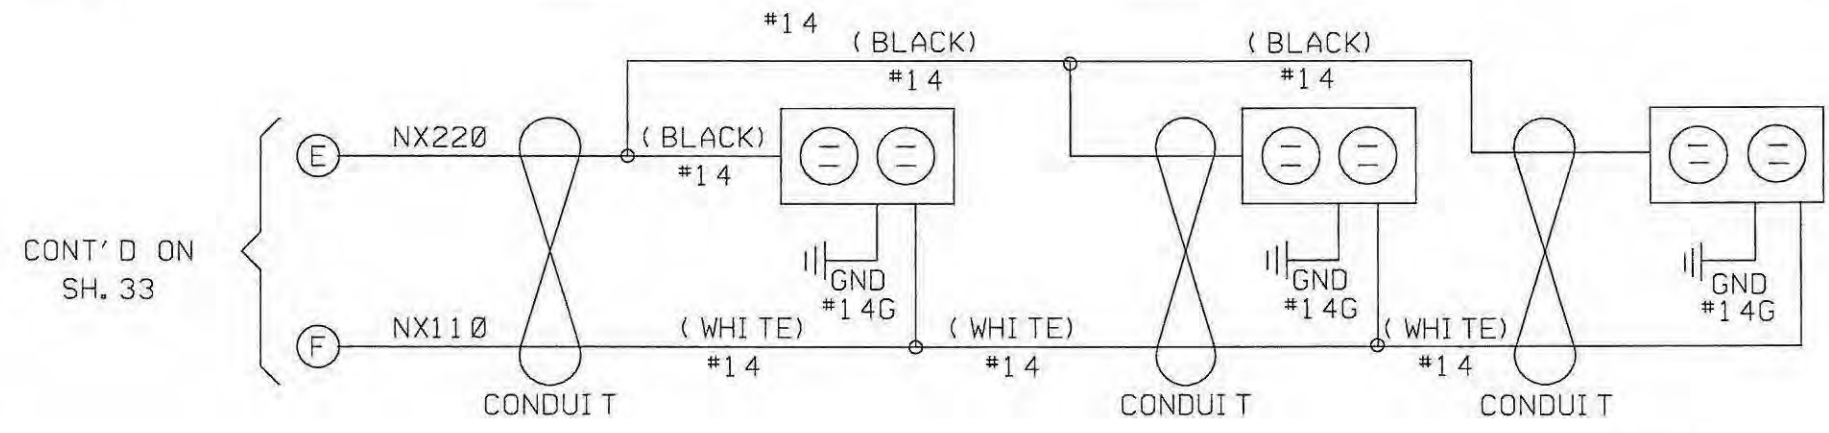 #14
(BLACK)
(BLACK)
#14
#14
E
NX220
(BLACK)
#14
CONT'D ON
SH. 33
GND
#14G
GND
#14G
GND
#14G
F
NX110
(WHITE)
(WHITE)
(WHITE)
#14
#14
#14
CONDUIT
CONDUIT
CONDUIT